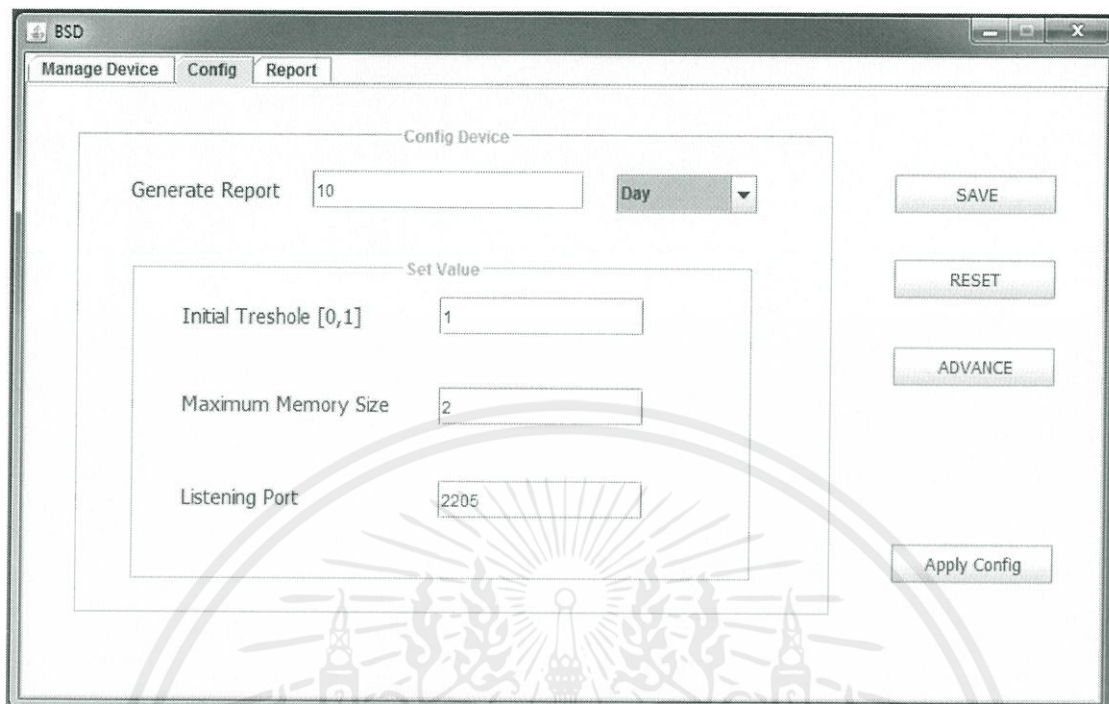 BSD
Manage Device Config Report
Config Device
Generate Report 10 Day
SAVE
Set Value
RESET
Initial Treshole [0,1] 1
ADVANCE
Maximum Memory Size 2
Listening Port 2205
Apply Config